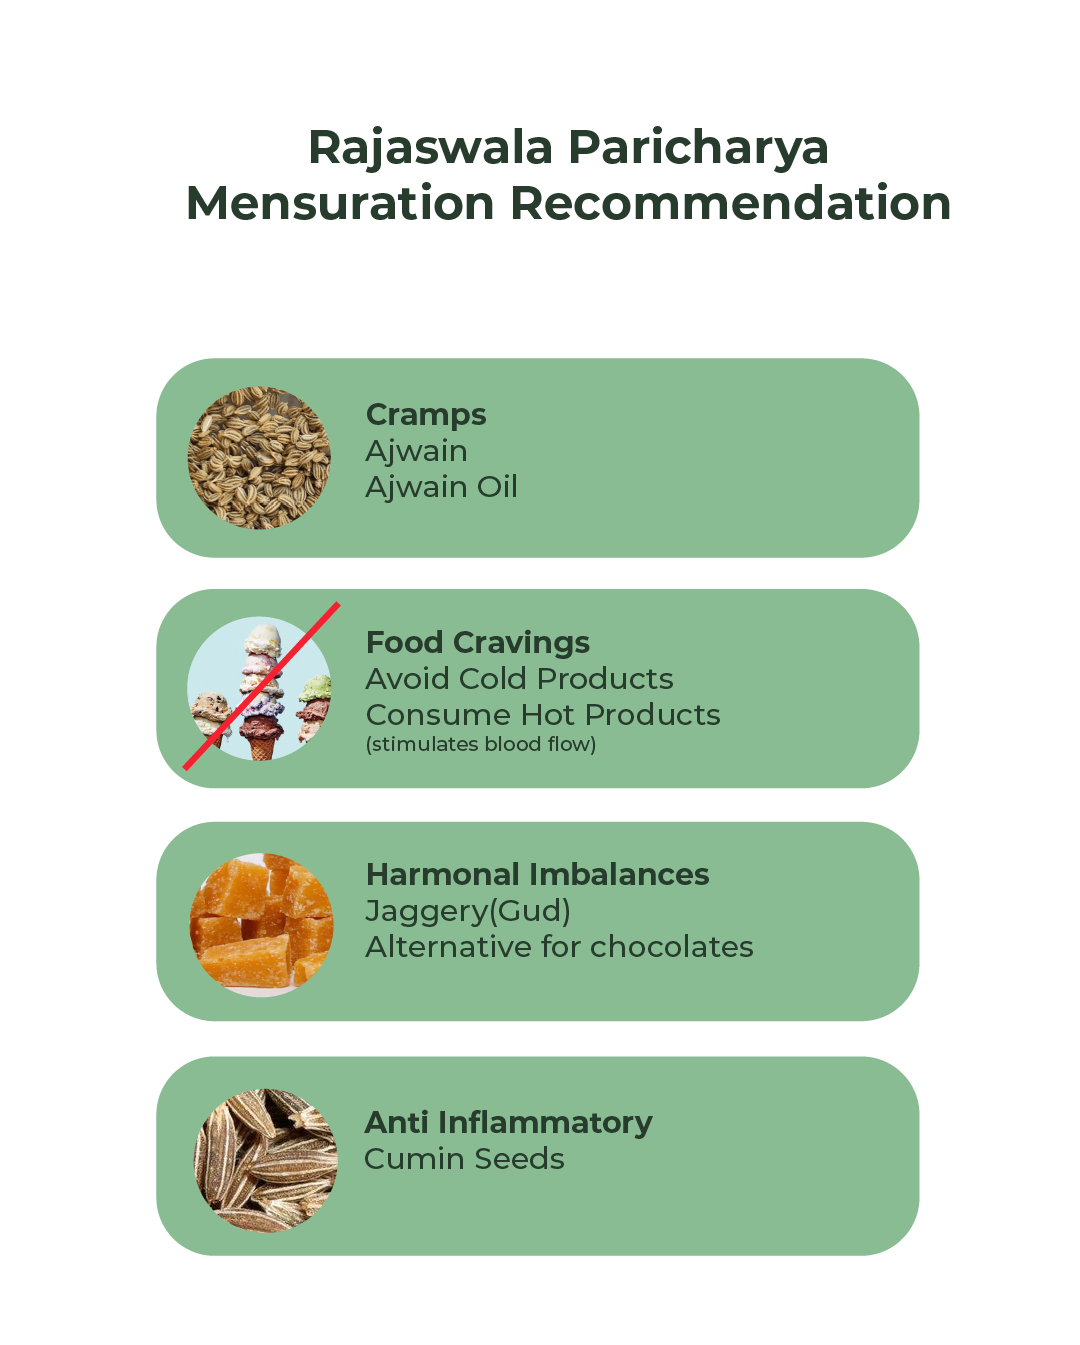 Rajaswala Paricharya
Mensuration Recommendation
Cramps
Ajwain
Ajwain Oil
Food Cravings
Avoid Cold Products
Consume Hot Products
(stimulates blood flow)
Harmonal Imbalances
Jaggery(Gud)
Alternative for chocolates
Anti Inflammatory
Cumin Seeds